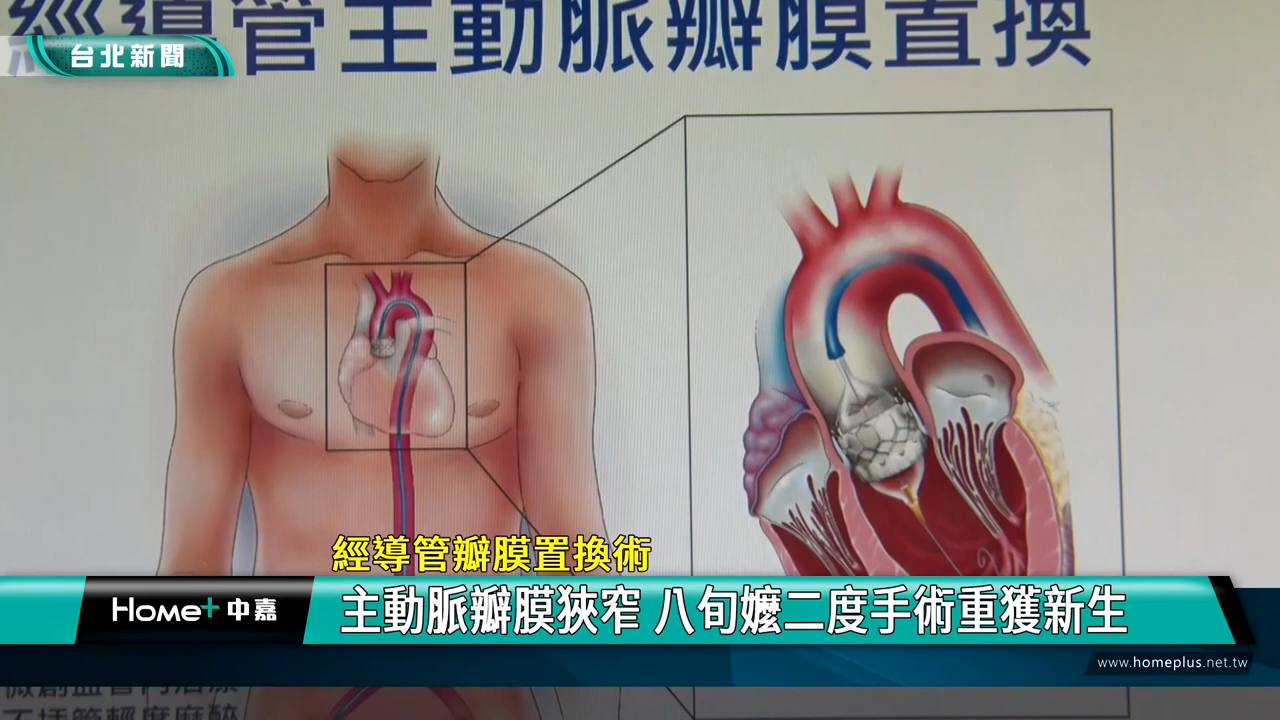 經導管主動脈瓣膜置換
台北新聞
經導管瓣膜置換術
Home+ 中嘉
主動脈瓣膜狹窄 八旬嬤二度手術重獲新生
www.homeplus.net.tw